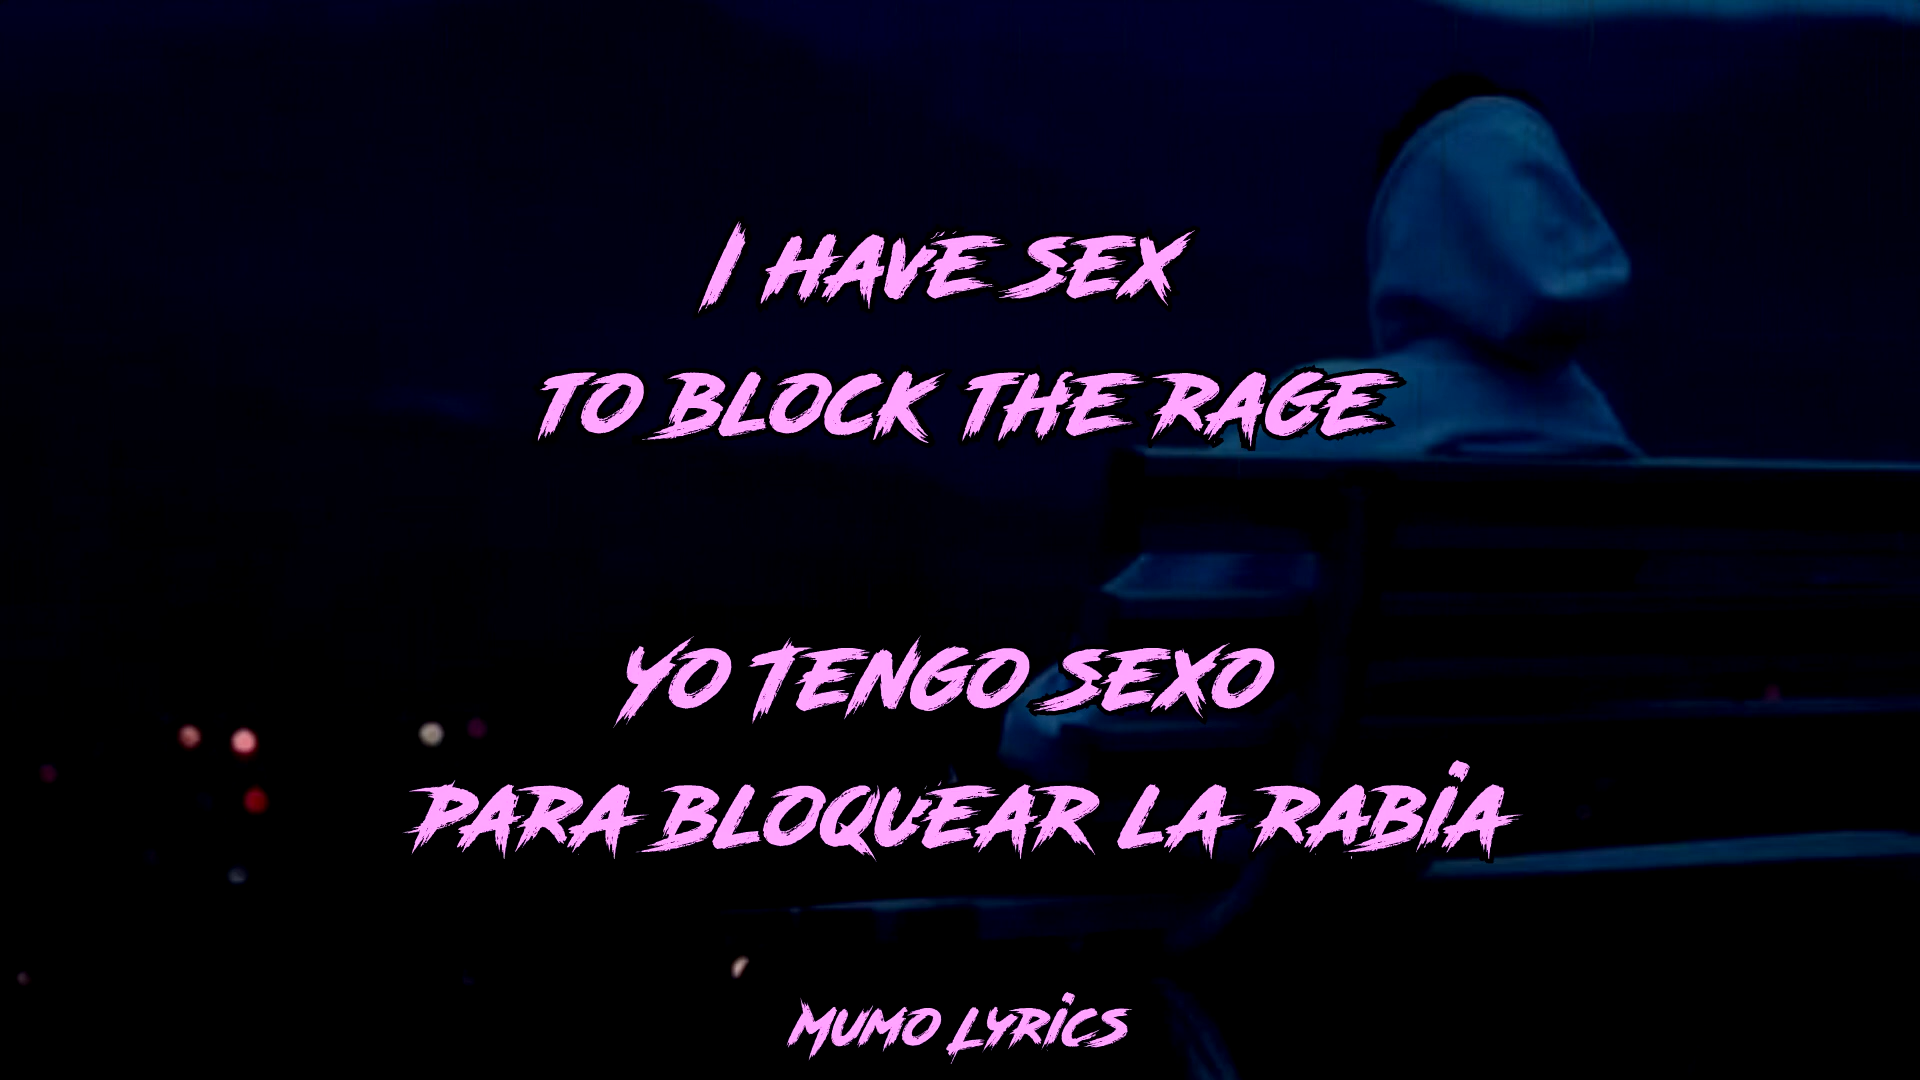 I HAVE SEX
TO BLOCK THE RAGE
YO TENGO SEXO
PARA BLOQUEAR LA RABIA
MUMO LYRICS